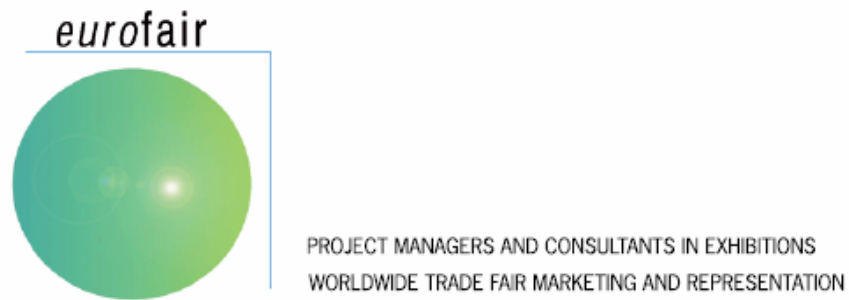 eurofair
PROJECT MANAGERS AND CONSULTANTS IN EXHIBITIONS
WORLDWIDE TRADE FAIR MARKETING AND REPRESENTATION